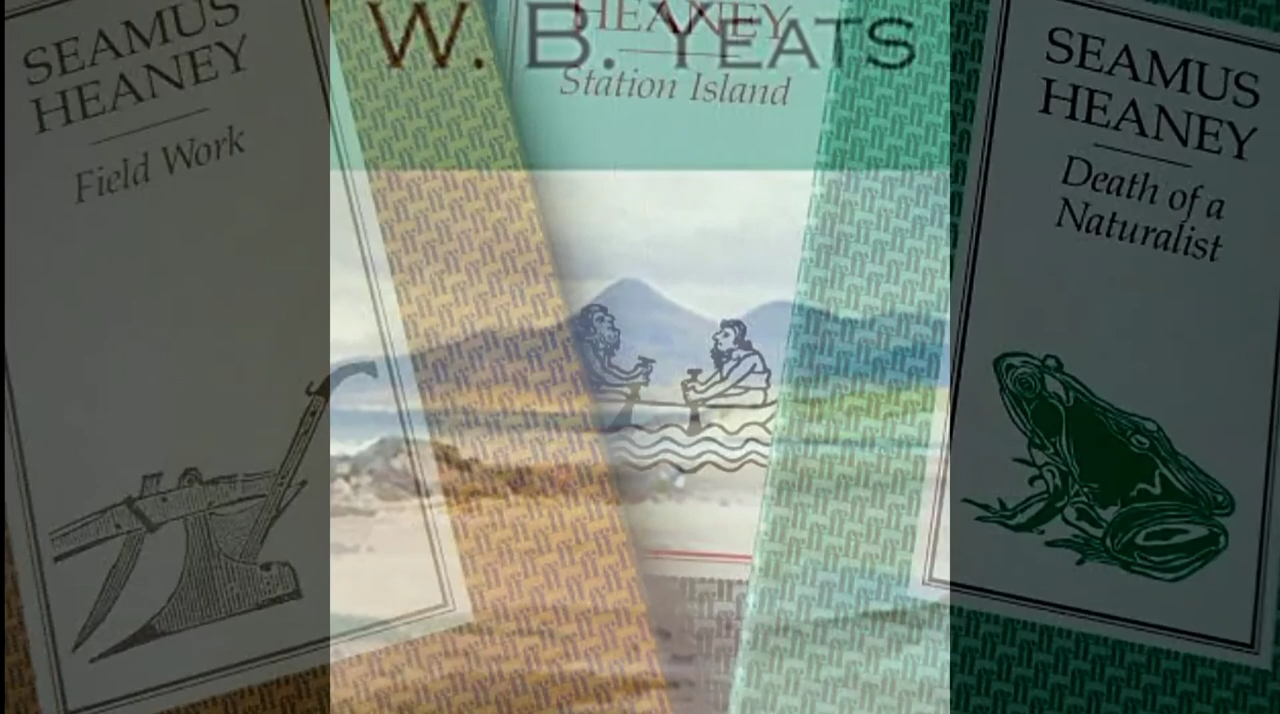 SEAMUS
HEANEY
Field Work
W. B. YEATS
HEANEY
Station Island
SEAMUS
HEANEY
Death of a
Naturalist